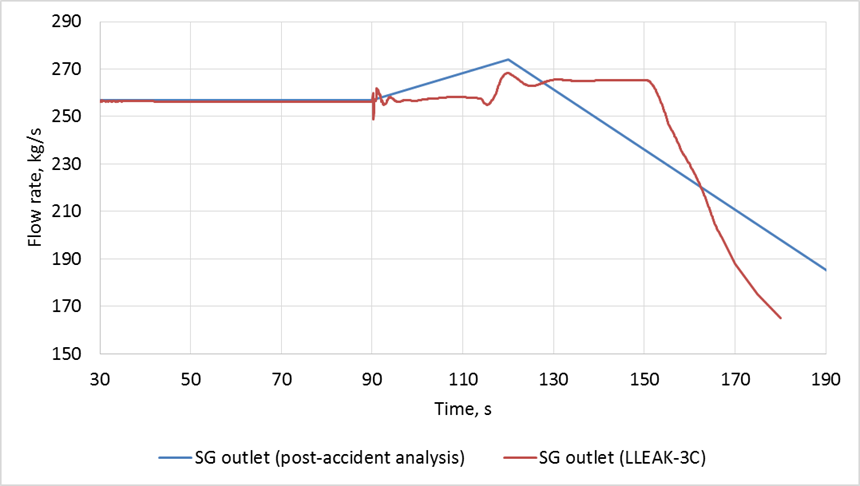 290
270
250
230
210
190
170
150
Flow rate, kg/s
30 50 70 90 110 130 150 170 190
Time, s
SG outlet (post-accident analysis) SG outlet (LLEAK-3C)